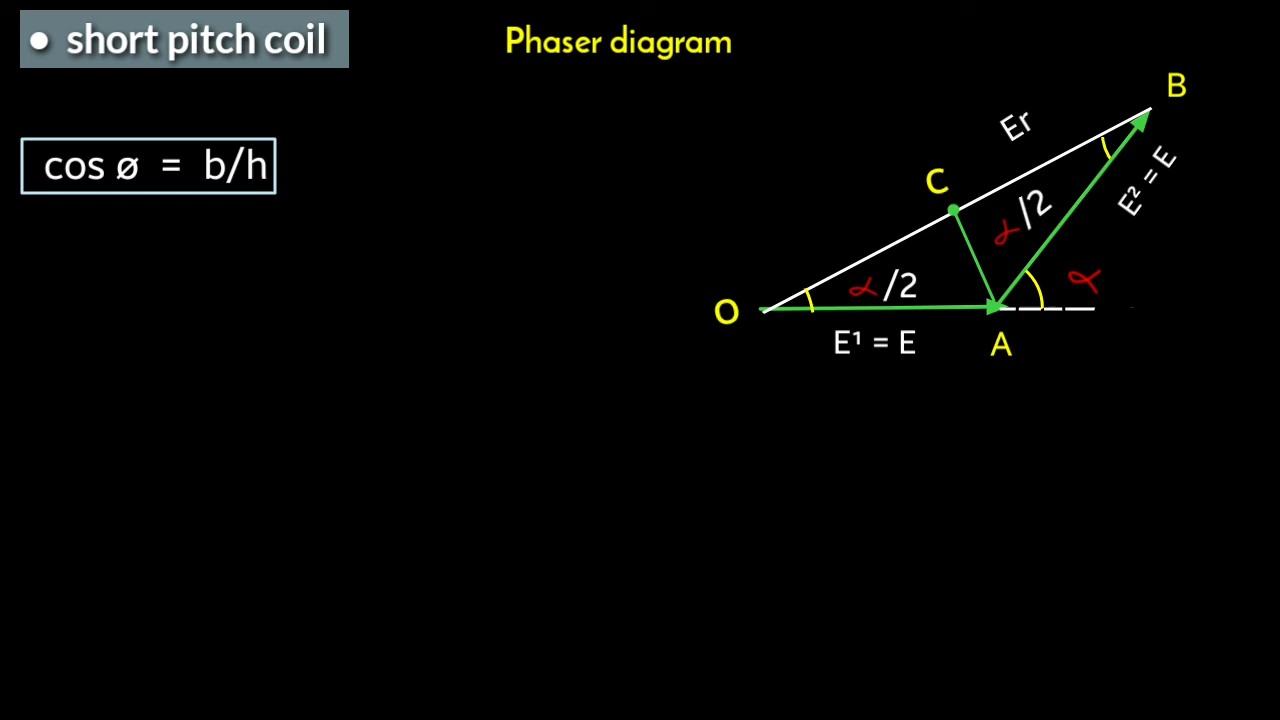 • short pitch coil
Phaser diagram
cos ø = b/h
B
Er
E² = E
C
α/2
α
α/2
O
E¹ = E
A